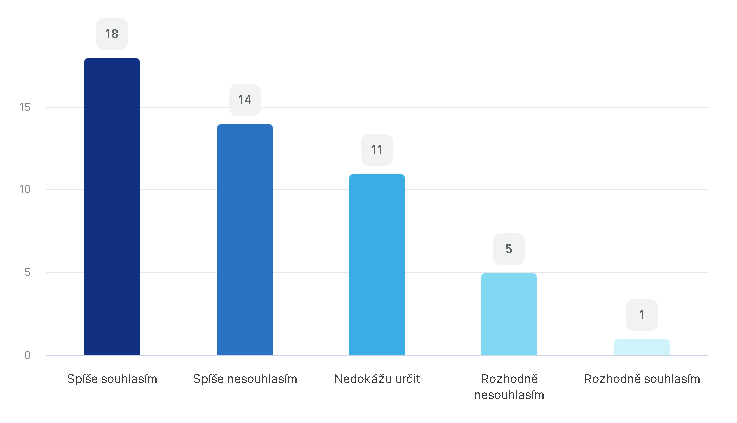 18
14
11
5
1
15
10
5
0
Spíše souhlasím
Spíše nesouhlasím
Nedokážu určit
Rozhodně
nesouhlasím
Rozhodně souhlasím